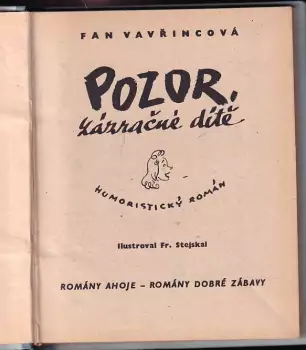 FAN VAVŘINCOVÁ
POZOR,
zázračné dítě
HUMORISTICKÝ ROMÁN
Ilustroval Fr. Stejskal
ROMÁNY AHOJE – ROMÁNY DOBRÉ ZÁBAVY